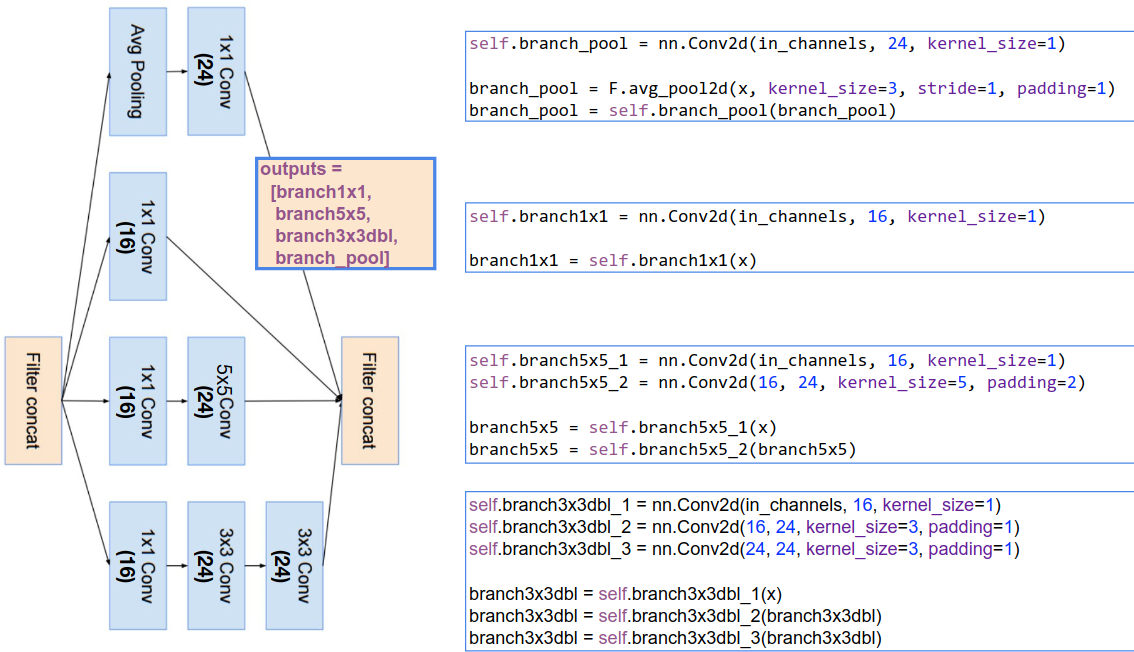 Avg Pooling
1x1 Conv
(24)
1x1 Conv
(16)
Filter concat
1x1 Conv
(16)
5x5Conv
(24)
Filter concat
1x1 Conv
(16)
3x3 Conv
(24)
3x3 Conv
(24)
outputs =
[branch1x1,
branch5x5,
branch3x3dbl,
branch_pool]
self.branch_pool = nn.Conv2d(in_channels, 24, kernel_size=1)
branch_pool = F.avg_pool2d(x, kernel_size=3, stride=1, padding=1)
branch_pool = self.branch_pool(branch_pool)
self.branch1x1 = nn.Conv2d(in_channels, 16, kernel_size=1)
branch1x1 = self.branch1x1(x)
self.branch5x5_1 = nn.Conv2d(in_channels, 16, kernel_size=1)
self.branch5x5_2 = nn.Conv2d(16, 24, kernel_size=5, padding=2)
branch5x5 = self.branch5x5_1(x)
branch5x5 = self.branch5x5_2(branch5x5)
self.branch3x3dbl_1 = nn.Conv2d(in_channels, 16, kernel_size=1)
self.branch3x3dbl_2 = nn.Conv2d(16, 24, kernel_size=3, padding=1)
self.branch3x3dbl_3 = nn.Conv2d(24, 24, kernel_size=3, padding=1)
branch3x3dbl = self.branch3x3dbl_1(x)
branch3x3dbl = self.branch3x3dbl_2(branch3x3dbl)
branch3x3dbl = self.branch3x3dbl_3(branch3x3dbl)